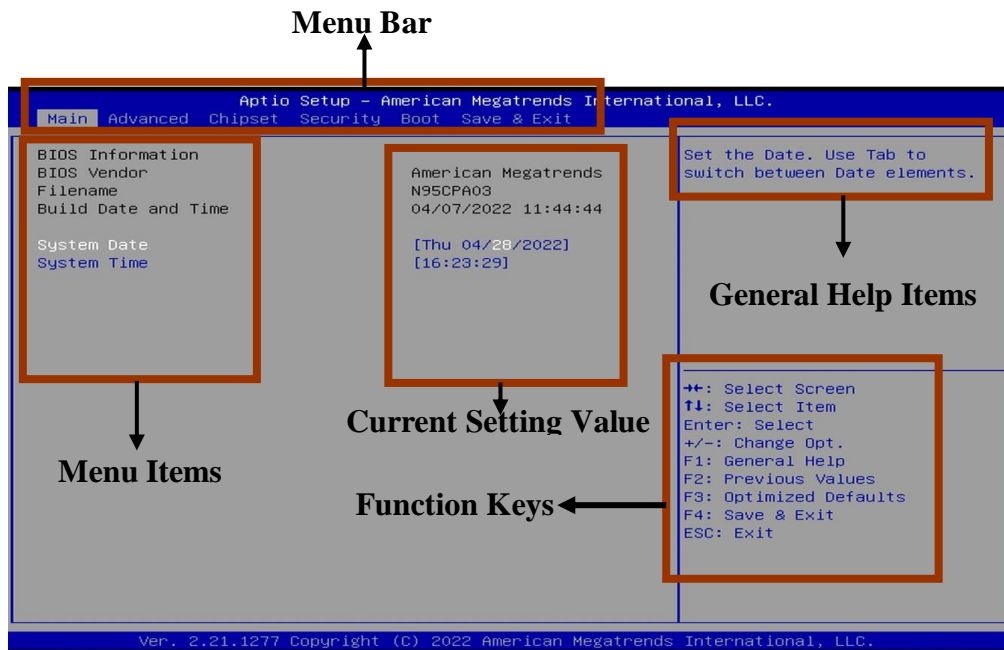 Menu Bar
Aptio Setup – American Megatrends International, LLC.
Main Advanced Chipset Security Boot Save & Exit
BIOS Information
BIOS Vendor American Megatrends
Filename N95CPA03
Build Date and Time 04/07/2022 11:44:44
System Date [Thu 04/28/2022]
System Time [16:23:29]
Set the Date. Use Tab to
switch between Date elements.
General Help Items
→←: Select Screen
↑↓: Select Item
Enter: Select
+/-: Change Opt.
F1: General Help
F2: Previous Values
F3: Optimized Defaults
F4: Save & Exit
ESC: Exit
Current Setting Value
Menu Items
Function Keys
Ver. 2.21.1277 Copyright (C) 2022 American Megatrends International, LLC.